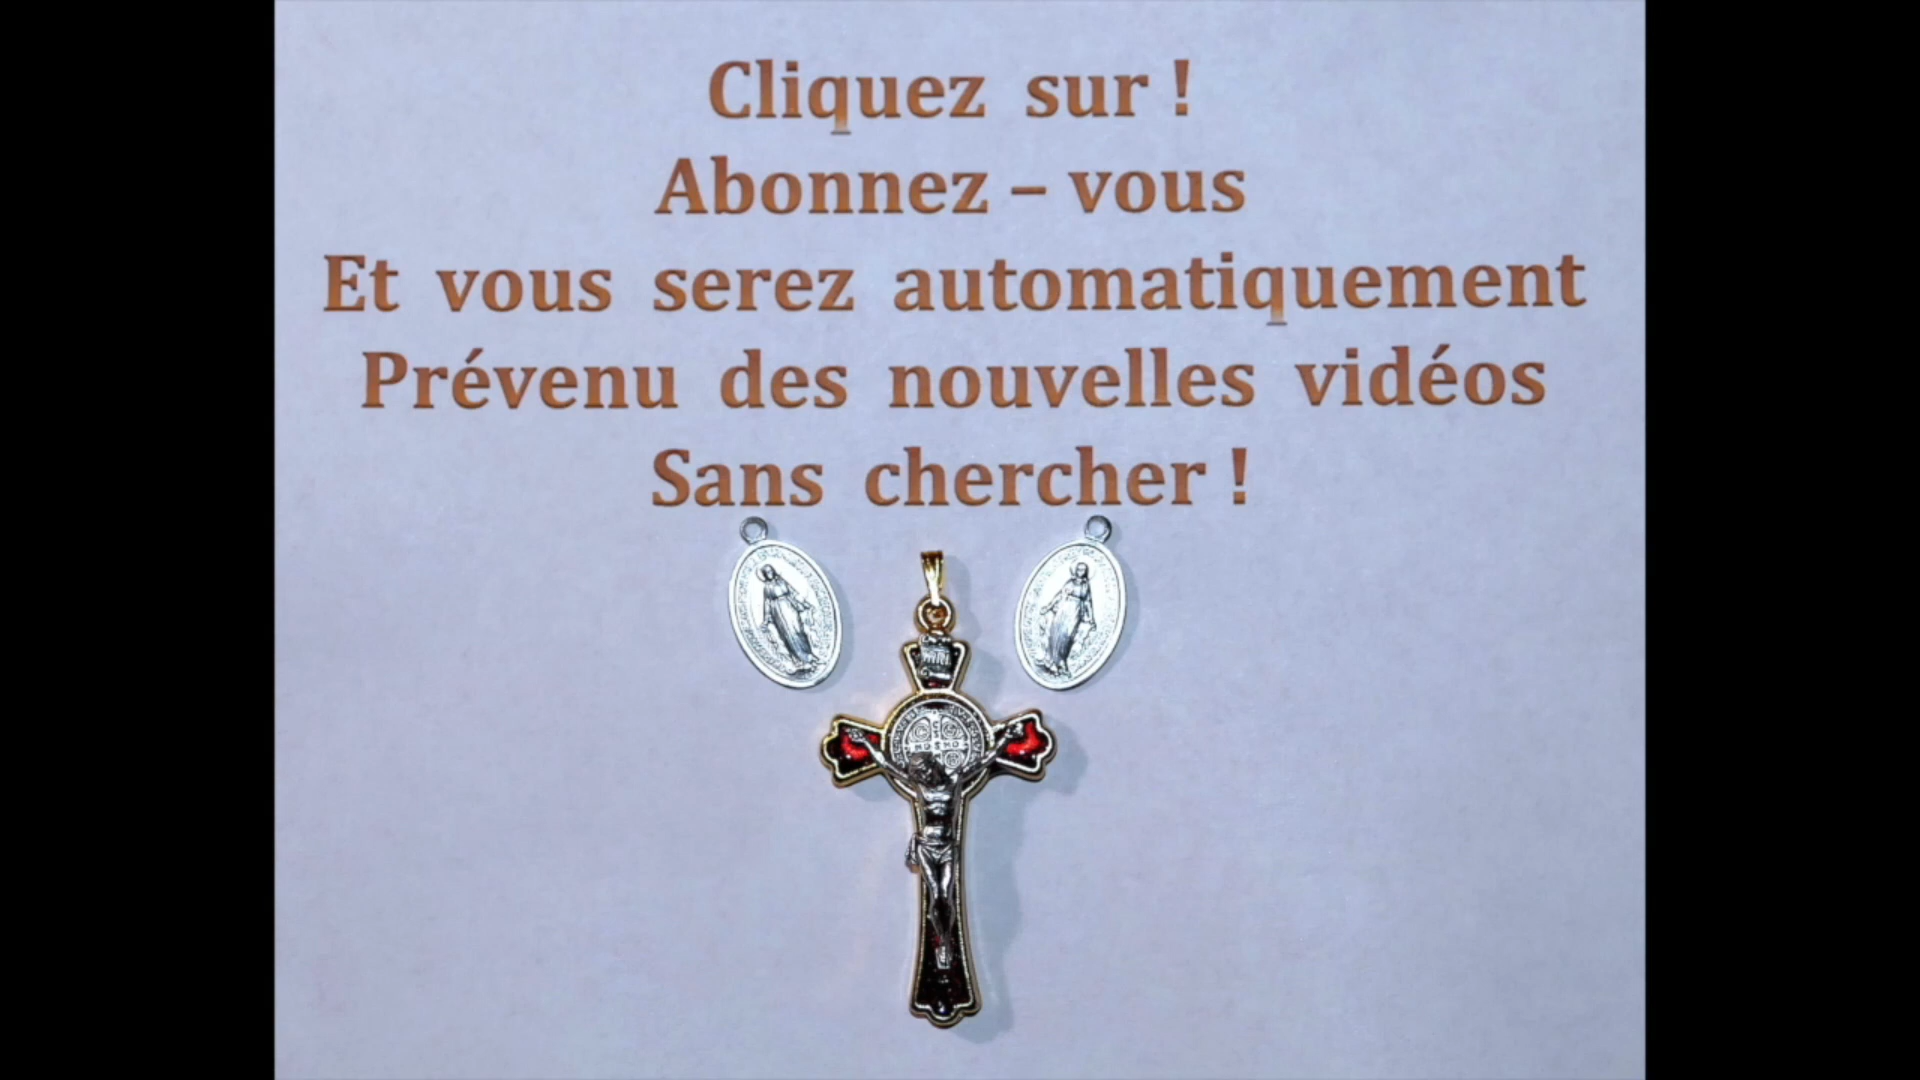 Cliquez sur !
Abonnez – vous
Et vous serez automatiquement
Prévenu des nouvelles vidéos
Sans chercher !